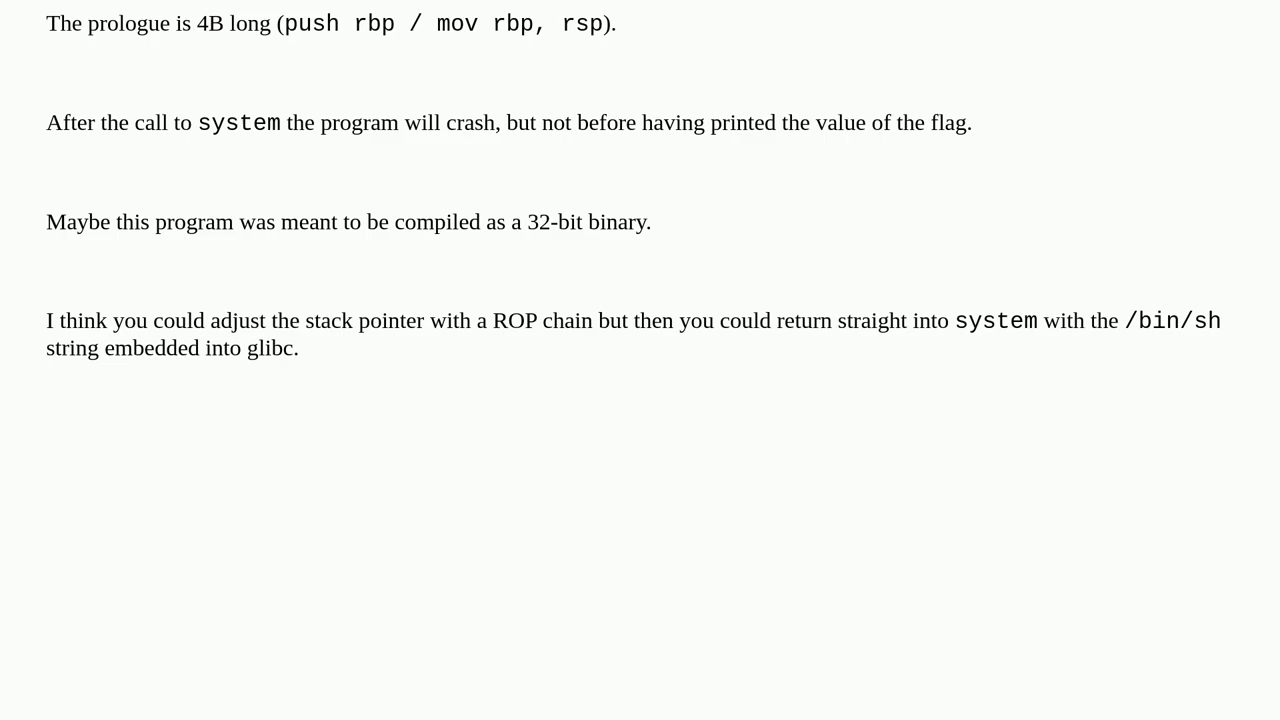 The prologue is 4B long (push rbp / mov rbp, rsp).
After the call to system the program will crash, but not before having printed the value of the flag.
Maybe this program was meant to be compiled as a 32-bit binary.
I think you could adjust the stack pointer with a ROP chain but then you could return straight into system with the /bin/sh
string embedded into glibc.